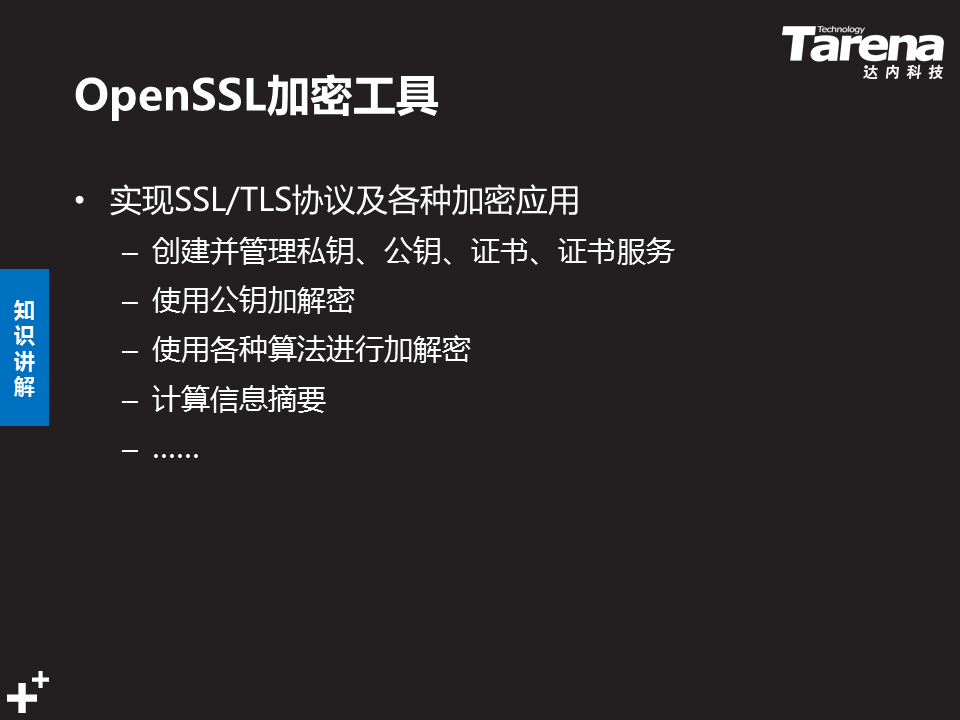 Technology
Tarena
达内科技
OpenSSL加密工具
• 实现SSL/TLS协议及各种加密应用
– 创建并管理私钥、公钥、证书、证书服务
– 使用公钥加解密
– 使用各种算法进行加解密
– 计算信息摘要
– ……
知
识
讲
解